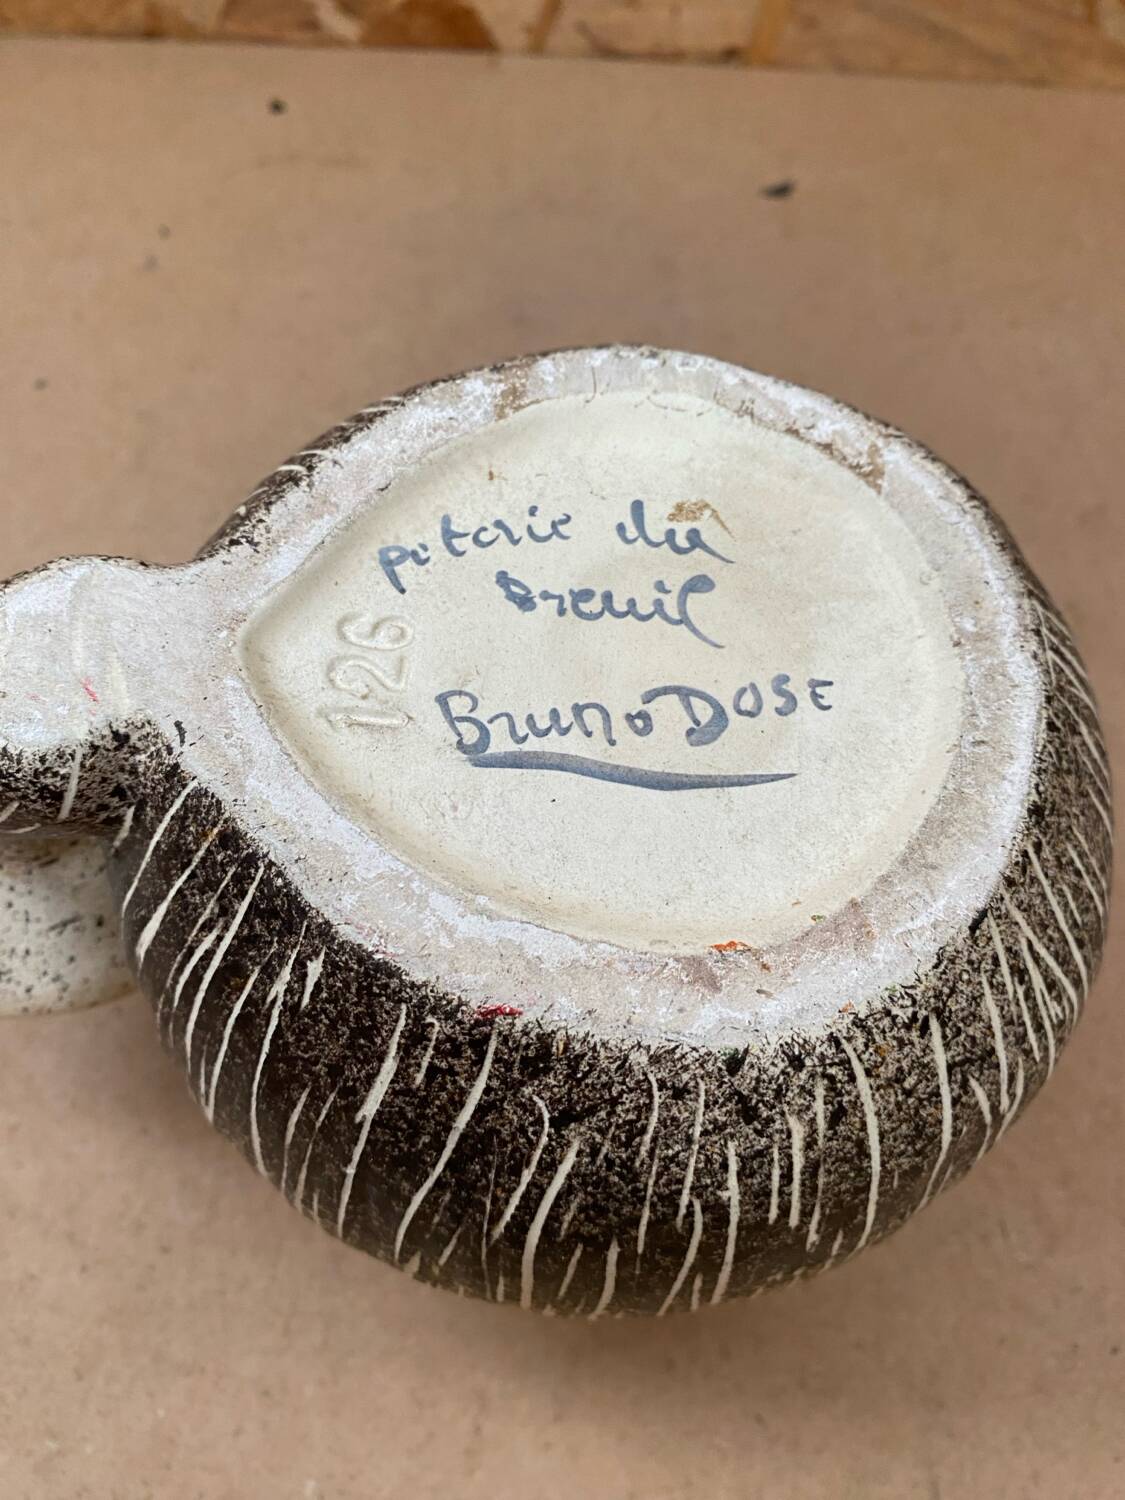 poterie du
Breuil
126
Bruno DOSE